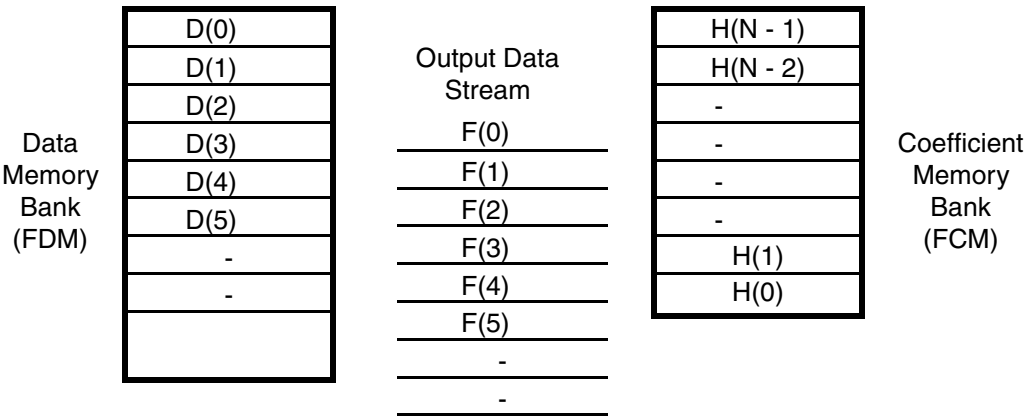 Data
Memory
Bank
(FDM)
D(0)
D(1)
D(2)
D(3)
D(4)
D(5)
-
-
Output Data
Stream
F(0)
F(1)
F(2)
F(3)
F(4)
F(5)
-
-
H(N - 1)
H(N - 2)
-
-
-
-
H(1)
H(0)
Coefficient
Memory
Bank
(FCM)